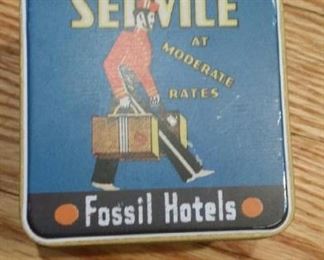 SERVICE
AT
MODERATE
RATES
Fossil Hotels